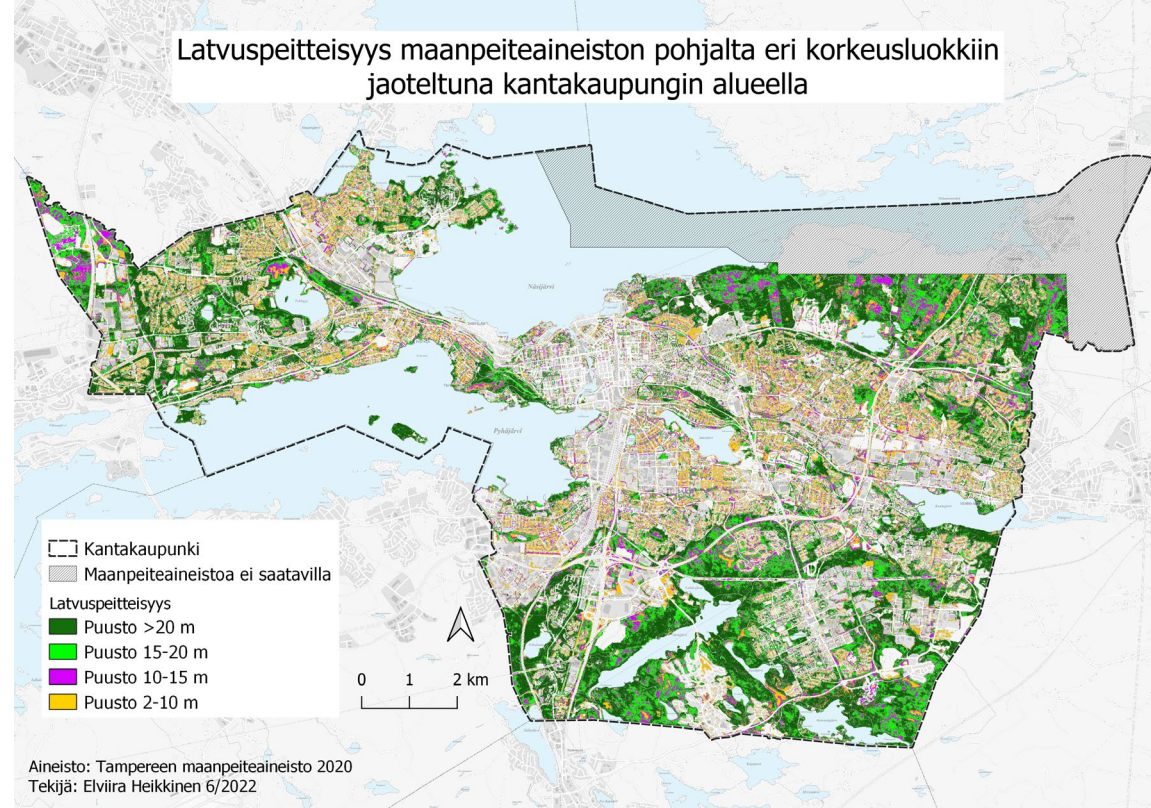 Latvuspeitteisyys maanpeiteaineiston pohjalta eri korkeusluokkiin
jaoteltuna kantakaupungin alueella
Näsijärvi
Pyhäjärvi
Kantakaupunki
Maanpeiteaineistoa ei saatavilla
Latvuspeitteisyys
Puusto >20 m
Puusto 15-20 m
Puusto 10-15 m
Puusto 2-10 m
0 1 2 km
Aineisto: Tampereen maanpeiteaineisto 2020
Tekijä: Elviira Heikkinen 6/2022